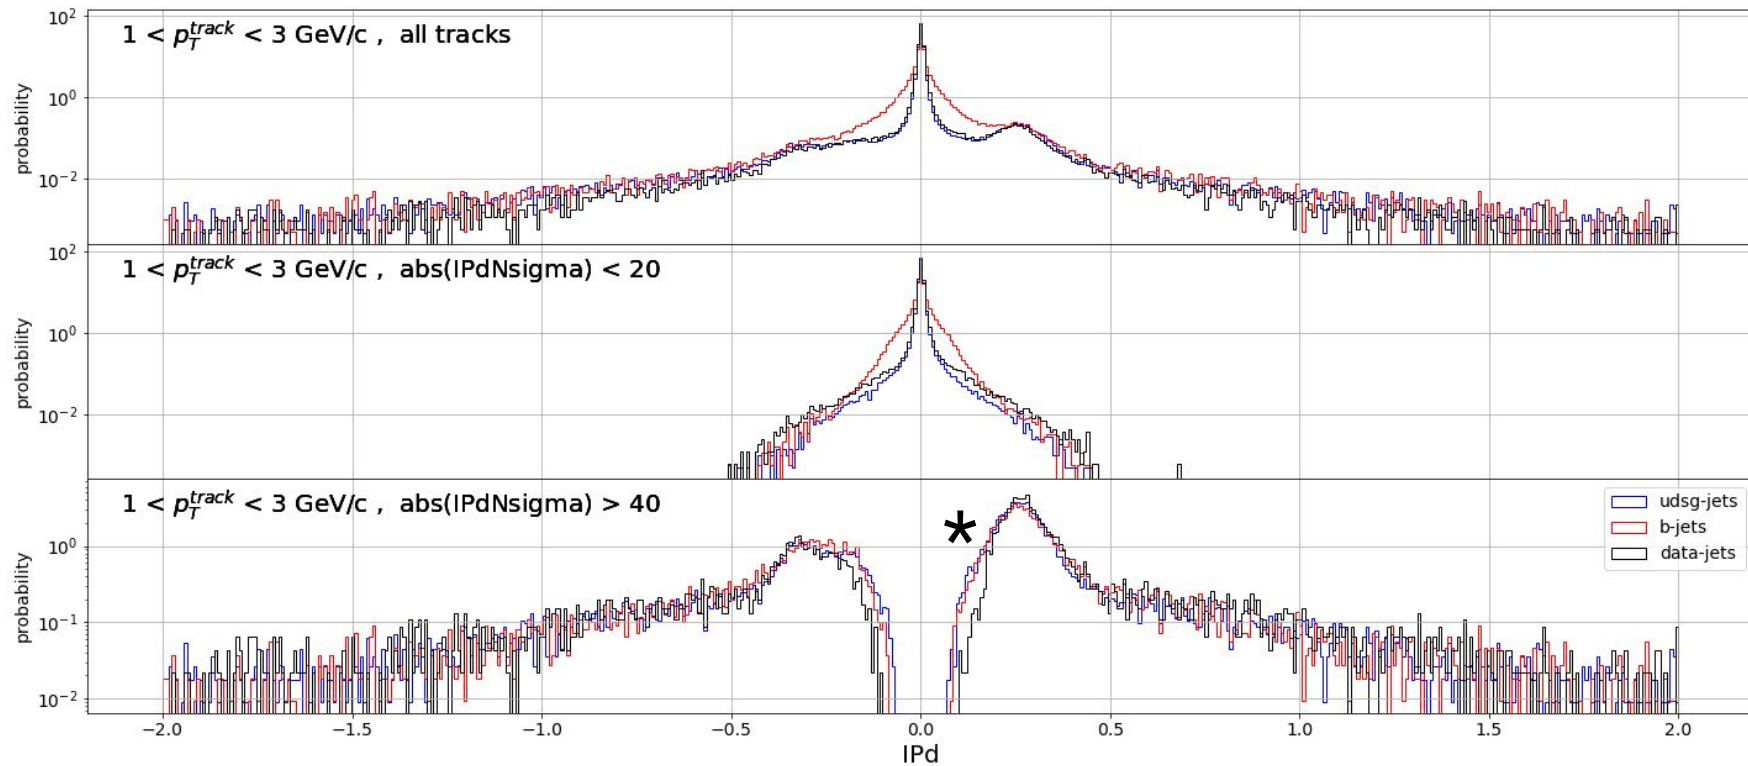 10² 1 < p_T^track < 3 GeV/c , all tracks
probability
10⁰
10⁻²
10² 1 < p_T^track < 3 GeV/c , abs(IPdNsigma) < 20
probability
10⁰
10⁻²
1 < p_T^track < 3 GeV/c , abs(IPdNsigma) > 40
*
udsg-jets
b-jets
data-jets
probability
10⁰
10⁻¹
10⁻²
−2.0 −1.5 −1.0 −0.5 0.0 0.5 1.0 1.5 2.0
IPd